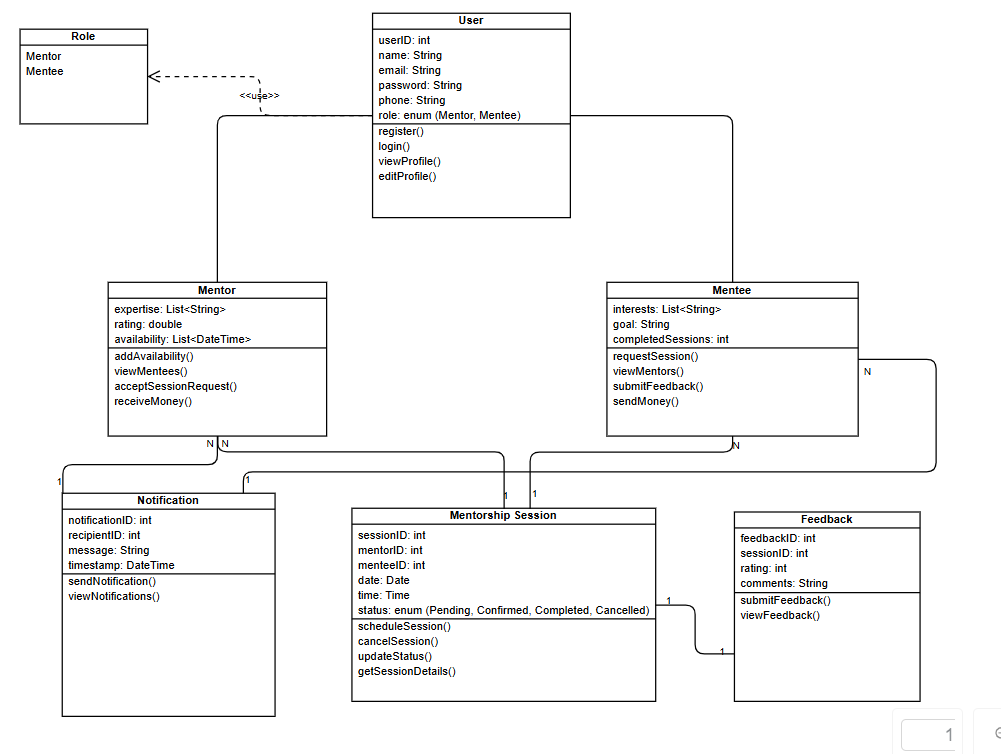 Role
Mentor
Mentee
<<use>>
User
userID: int
name: String
email: String
password: String
phone: String
role: enum (Mentor, Mentee)
register()
login()
viewProfile()
editProfile()
Mentor
expertise: List<String>
rating: double
availability: List<DateTime>
addAvailability()
viewMentees()
acceptSessionRequest()
receiveMoney()
Mentee
interests: List<String>
goal: String
completedSessions: int
requestSession()
viewMentors()
submitFeedback()
sendMoney()
N
N N
N
1
1
1
1
Notification
notificationID: int
recipientID: int
message: String
timestamp: DateTime
sendNotification()
viewNotifications()
Mentorship Session
sessionID: int
mentorID: int
menteeID: int
date: Date
time: Time
status: enum (Pending, Confirmed, Completed, Cancelled)
scheduleSession()
cancelSession()
updateStatus()
getSessionDetails()
1
1
Feedback
feedbackID: int
sessionID: int
rating: int
comments: String
submitFeedback()
viewFeedback()
1